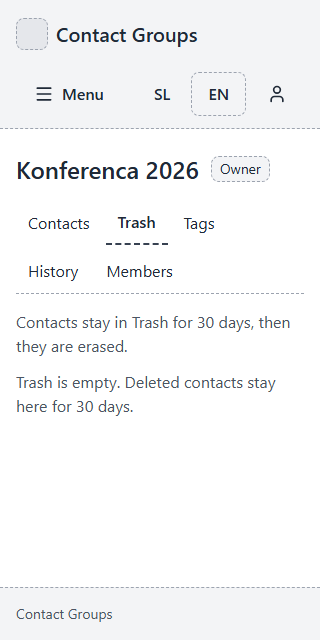 Contact Groups
Menu SL EN
Konferenca 2026 Owner
Contacts Trash Tags
History Members
Contacts stay in Trash for 30 days, then
they are erased.
Trash is empty. Deleted contacts stay
here for 30 days.
Contact Groups